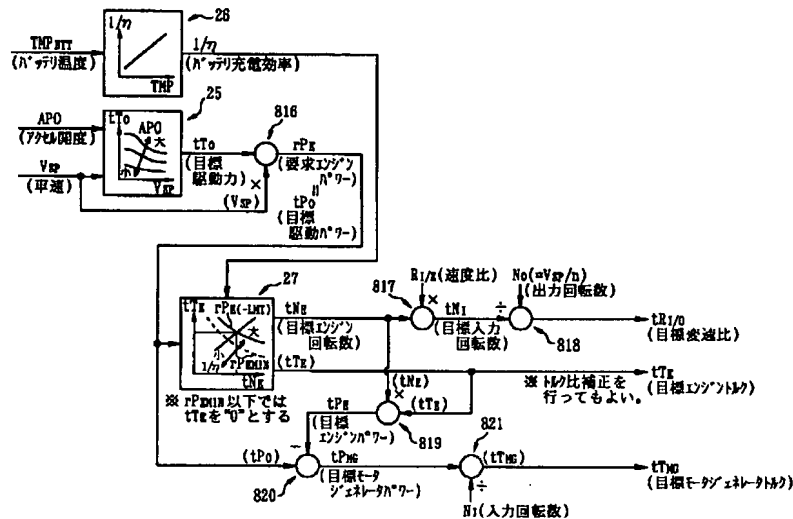 26
1/η
TMP
TMPBTT
(バッテリ温度)
1/η
(バッテリ充電効率)
25
tTo
APO
大
小
VSP
APO
(アクセル開度)
VSP
(車速)
tTo
(目標
駆動力)
×
(VSP)
816
rPE
(要求エンジン
パワー)
=
tPo
(目標
駆動パワー)
27
tTE
rPE(-LMT)
大
小
1/η
rPEMIN
tNE
※ rPEMIN以下では
tTEを"0"とする
tNE
(目標エンジン
回転数)
(tTE)
817
RI/E(速度比)
×
tNI
(目標入力
回転数)
÷
No(=VSP/n)
(出力回転数)
818
tRI/O
(目標変速比)
(tNE)
×
(tTE)
819
※ トルク比補正を
行ってもよい。
tTE
(目標エンジントルク)
tPE
(目標
エンジンパワー)
−
(tPo)
820
tPMG
(目標モータ
ジェネレータパワー)
821
÷
NI(入力回転数)
(tTMG)
tTMG
(目標モータジェネレータトルク)